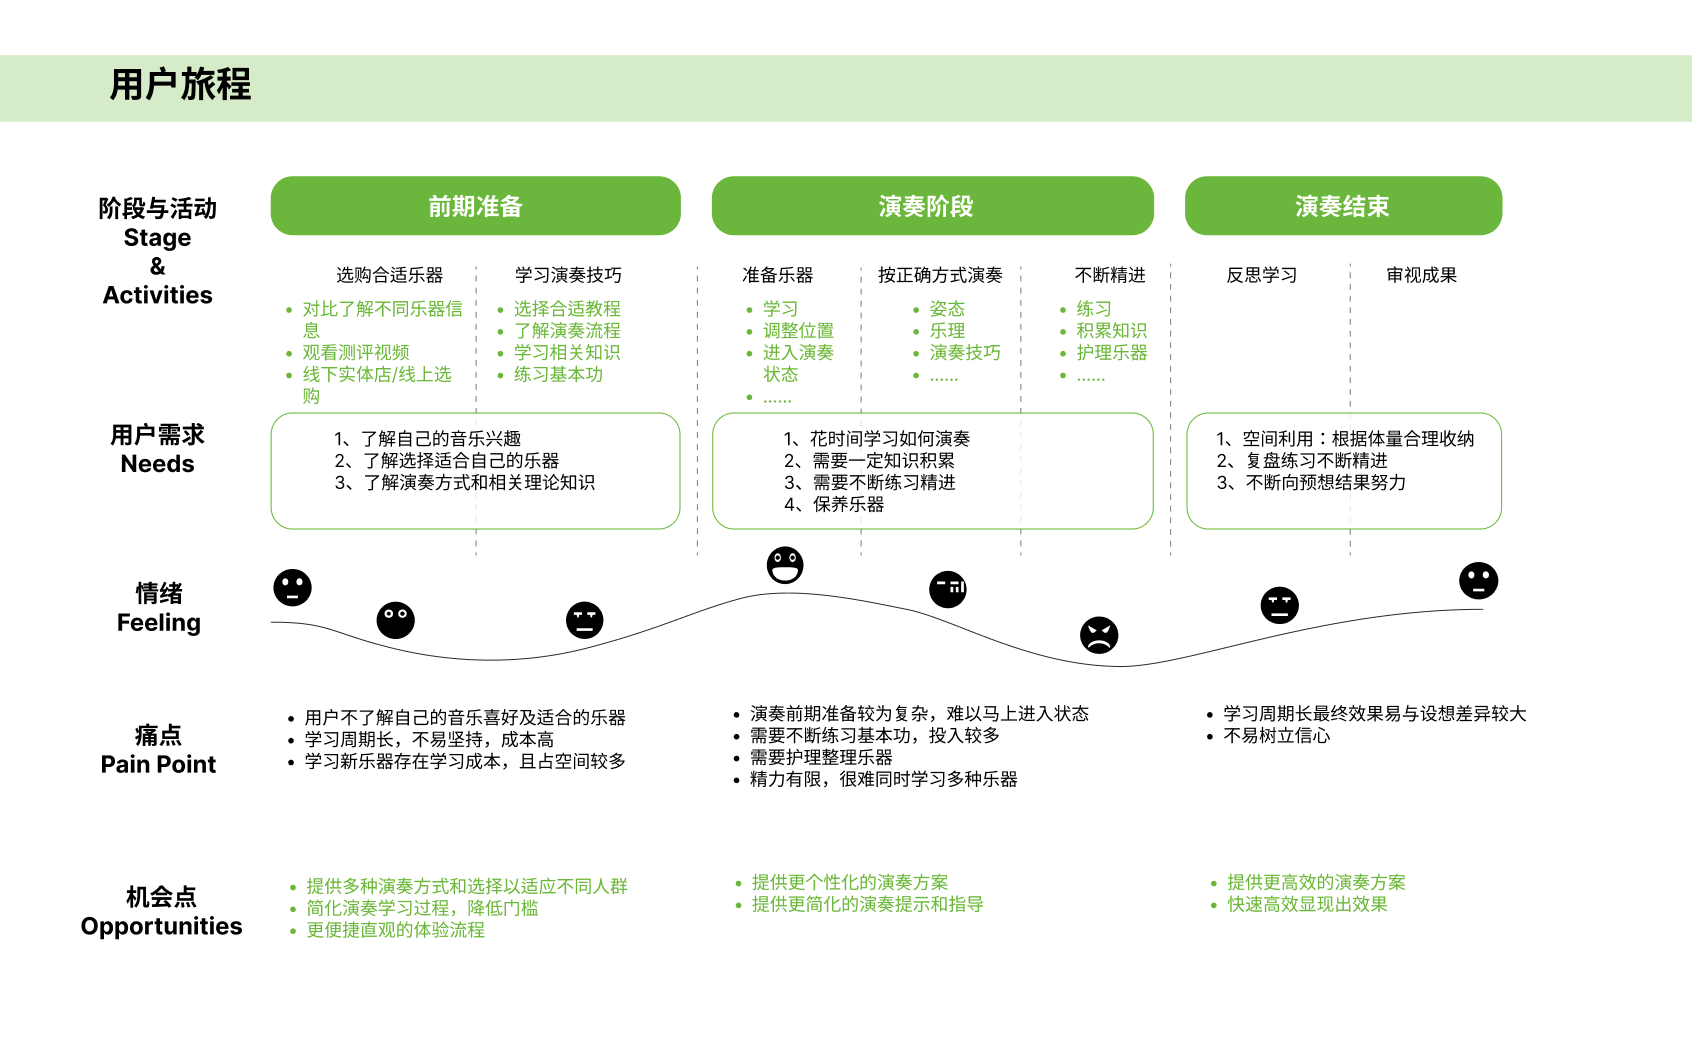 用户旅程
阶段与活动
Stage
&
Activities
前期准备
演奏阶段
演奏结束
选购合适乐器
• 对比了解不同乐器信
息
• 观看测评视频
• 线下实体店/线上选
购
学习演奏技巧
• 选择合适教程
• 了解演奏流程
• 学习相关知识
• 练习基本功
准备乐器
• 学习
• 调整位置
• 进入演奏
状态
• ......
按正确方式演奏
• 姿态
• 乐理
• 演奏技巧
• ......
不断精进
• 练习
• 积累知识
• 护理乐器
• ......
反思学习
审视成果
用户需求
Needs
1、了解自己的音乐兴趣
2、了解选择适合自己的乐器
3、了解演奏方式和相关理论知识
1、花时间学习如何演奏
2、需要一定知识积累
3、需要不断练习精进
4、保养乐器
1、空间利用：根据体量合理收纳
2、复盘练习不断精进
3、不断向预想结果努力
情绪
Feeling
痛点
Pain Point
• 用户不了解自己的音乐喜好及适合的乐器
• 学习周期长，不易坚持，成本高
• 学习新乐器存在学习成本，且占空间较多
• 演奏前期准备较为复杂，难以马上进入状态
• 需要不断练习基本功，投入较多
• 需要护理整理乐器
• 精力有限，很难同时学习多种乐器
• 学习周期长最终效果易与设想差异较大
• 不易树立信心
机会点
Opportunities
• 提供多种演奏方式和选择以适应不同人群
• 简化演奏学习过程，降低门槛
• 更便捷直观的体验流程
• 提供更个性化的演奏方案
• 提供更简化的演奏提示和指导
• 提供更高效的演奏方案
• 快速高效显现出效果